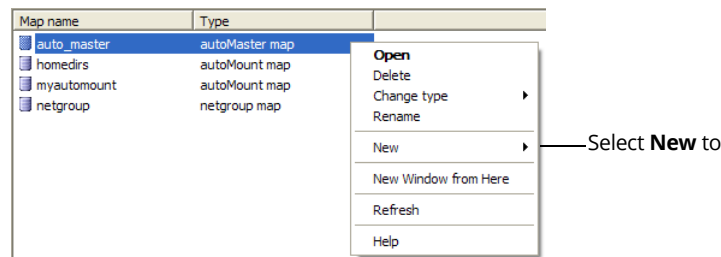 Map name Type
auto_master autoMaster map
homedirs autoMount map
myautomount autoMount map
netgroup netgroup map
Open
Delete
Change type
Rename
New
New Window from Here
Refresh
Help
Select New to